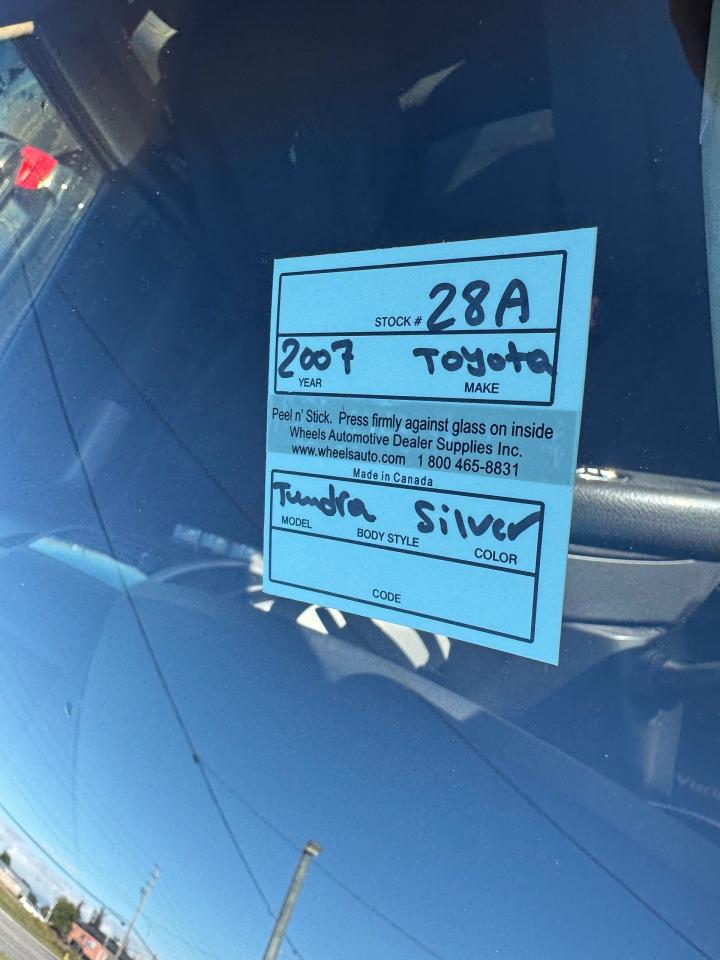 STOCK # 28A
2007 Toyota
YEAR MAKE
Peel n' Stick. Press firmly against glass on inside
Wheels Automotive Dealer Supplies Inc.
www.wheelsauto.com 1 800 465-8831
Made in Canada
Tundra Silver
MODEL BODY STYLE COLOR
CODE